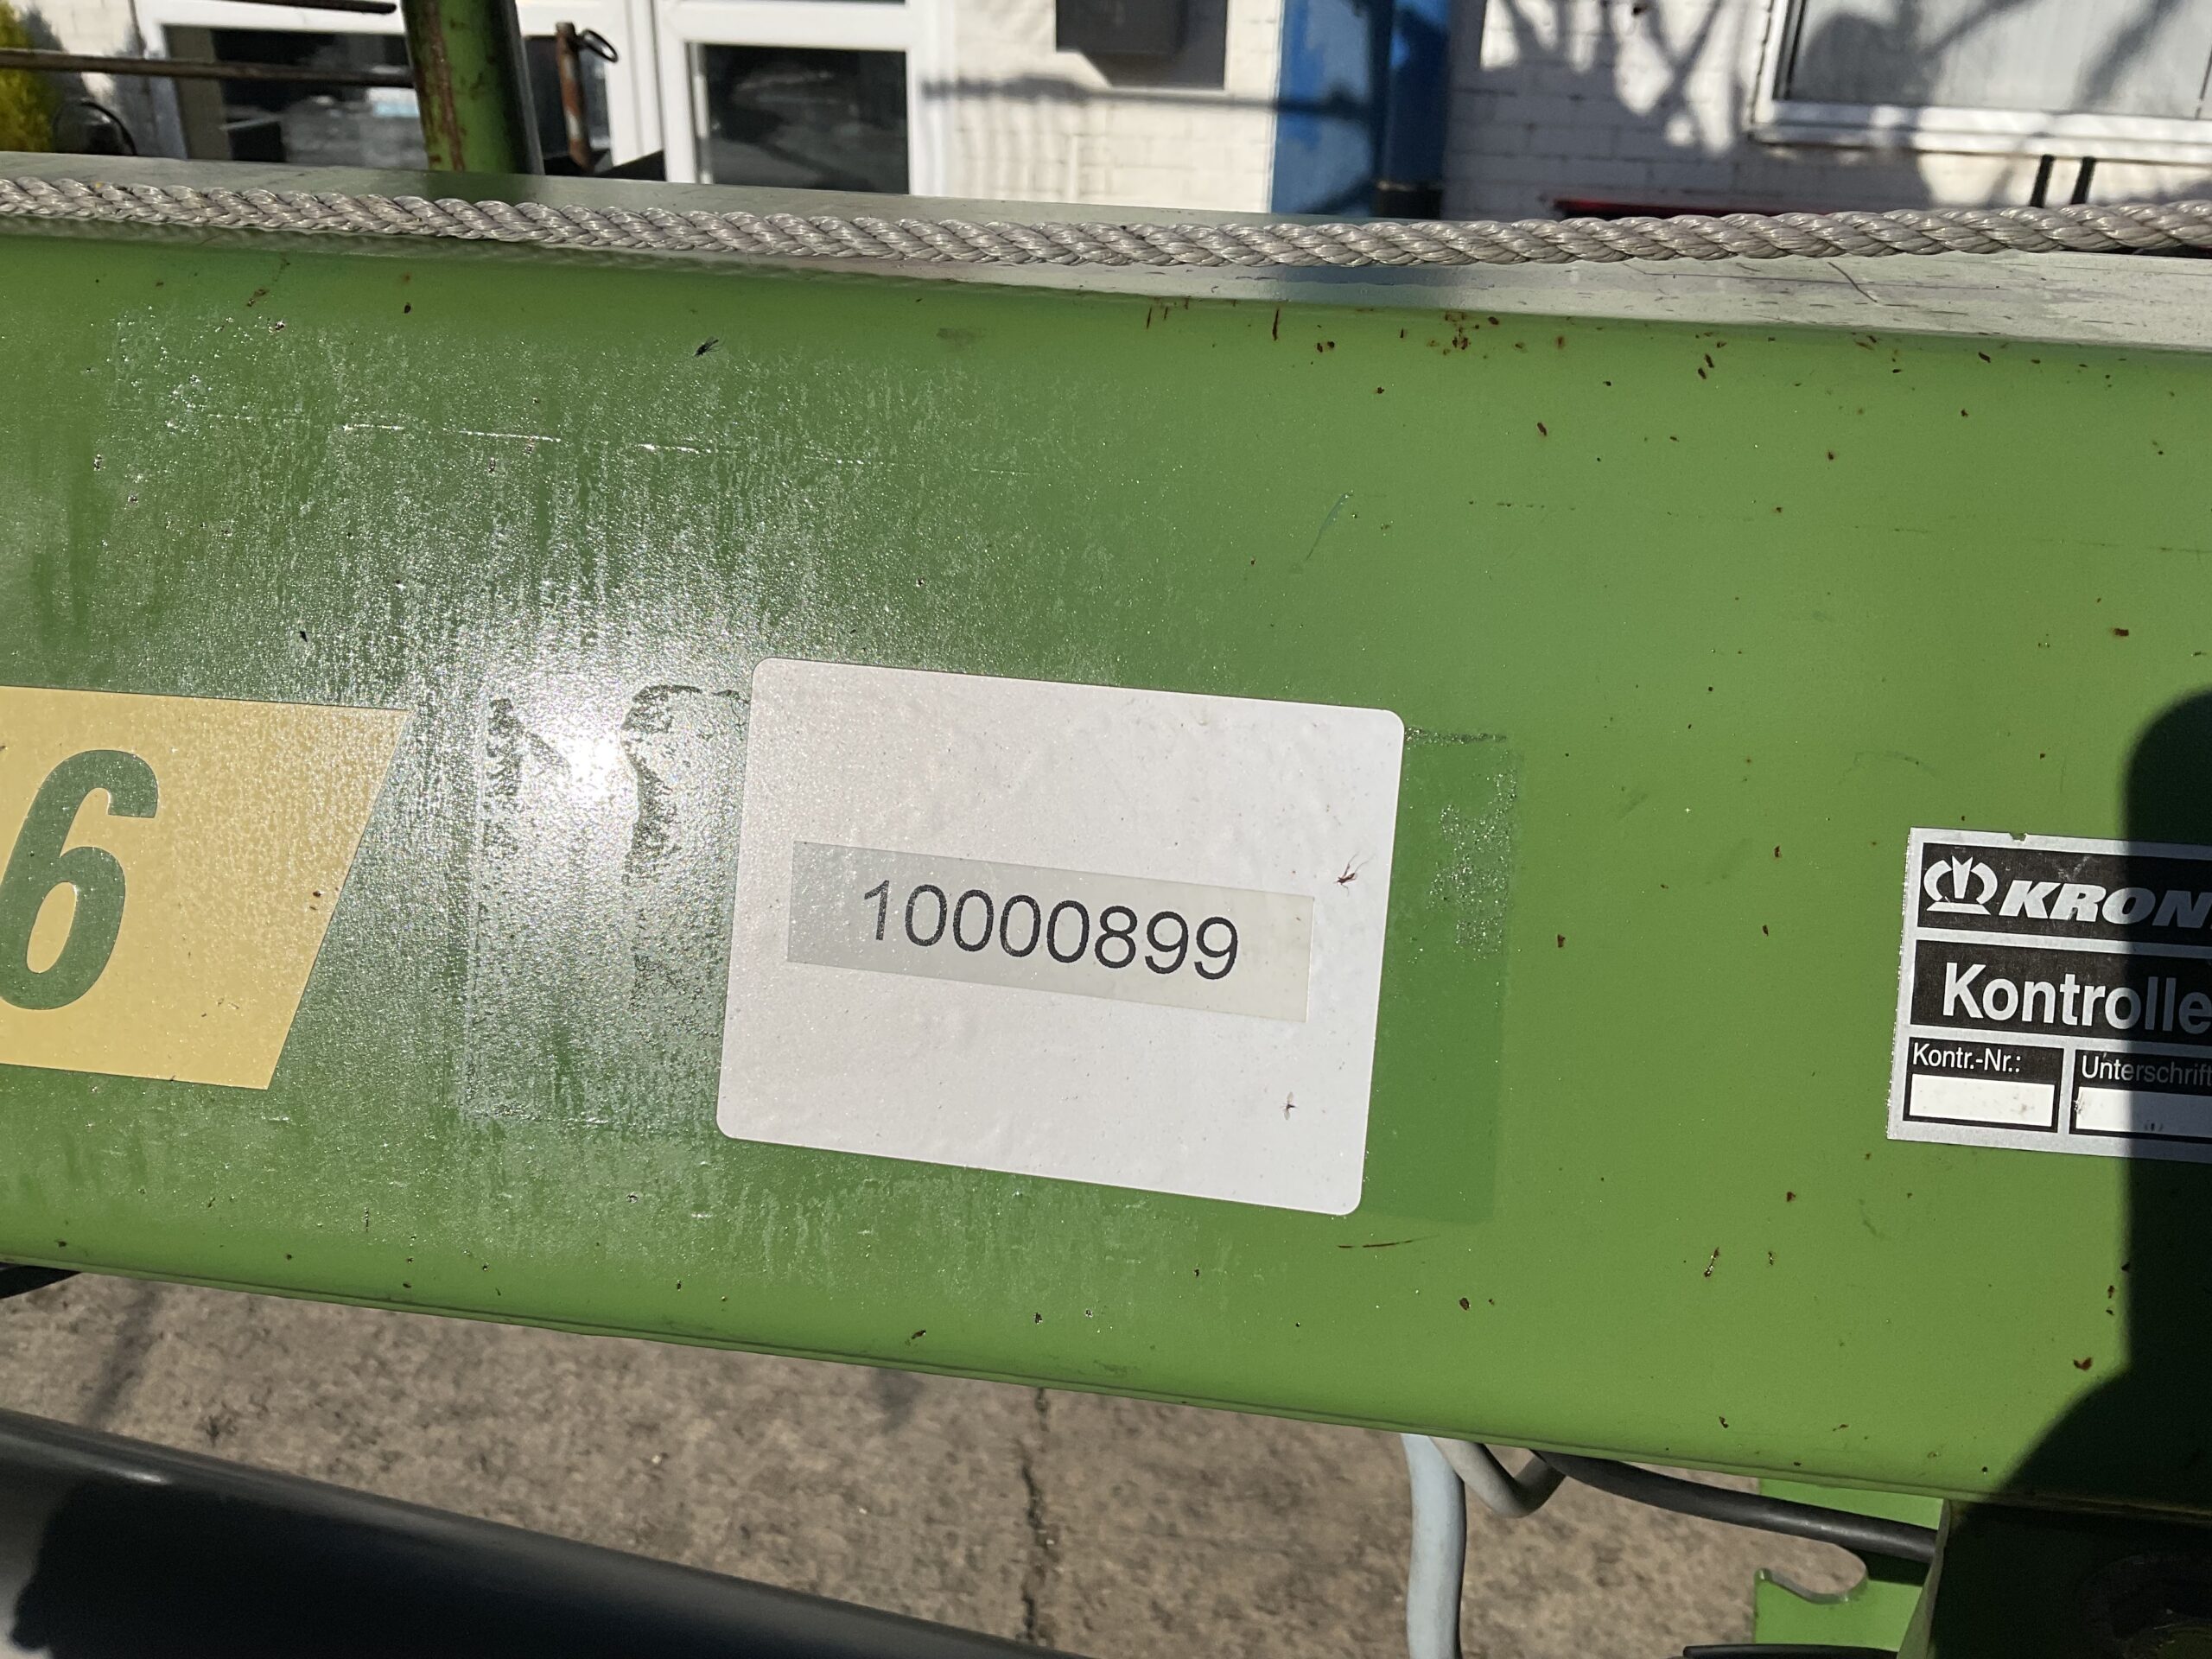 6
10000899
KRON
Kontrolle
Kontr.-Nr.:
Unterschrift